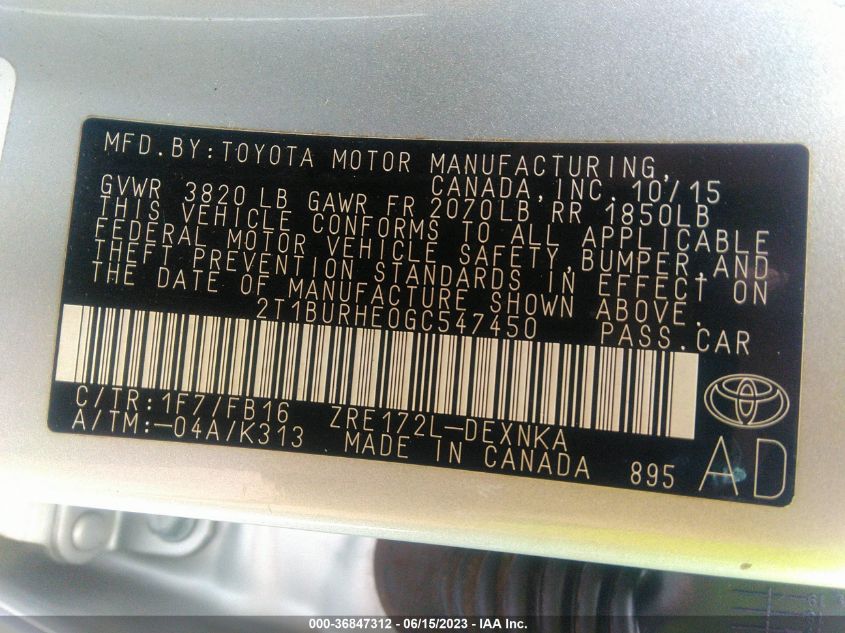 MFD.BY:TOYOTA MOTOR MANUFACTURING,
CANADA,INC. 10/15
GVWR 3820 LB GAWR FR 2070LB RR 1850LB
THIS VEHICLE CONFORMS TO ALL APPLICABLE
FEDERAL MOTOR VEHICLE SAFETY,BUMPER,AND
THEFT PREVENTION STANDARDS IN EFFECT ON
THE DATE OF MANUFACTURE SHOWN ABOVE.
2T1BURHE0GC547450 PASS.CAR
C/TR:1F7/FB16 ZRE172L-DEXNKA
A/TM:-04A/K313 MADE IN CANADA 895 AD
000-36847312 - 06/15/2023 - IAA Inc.